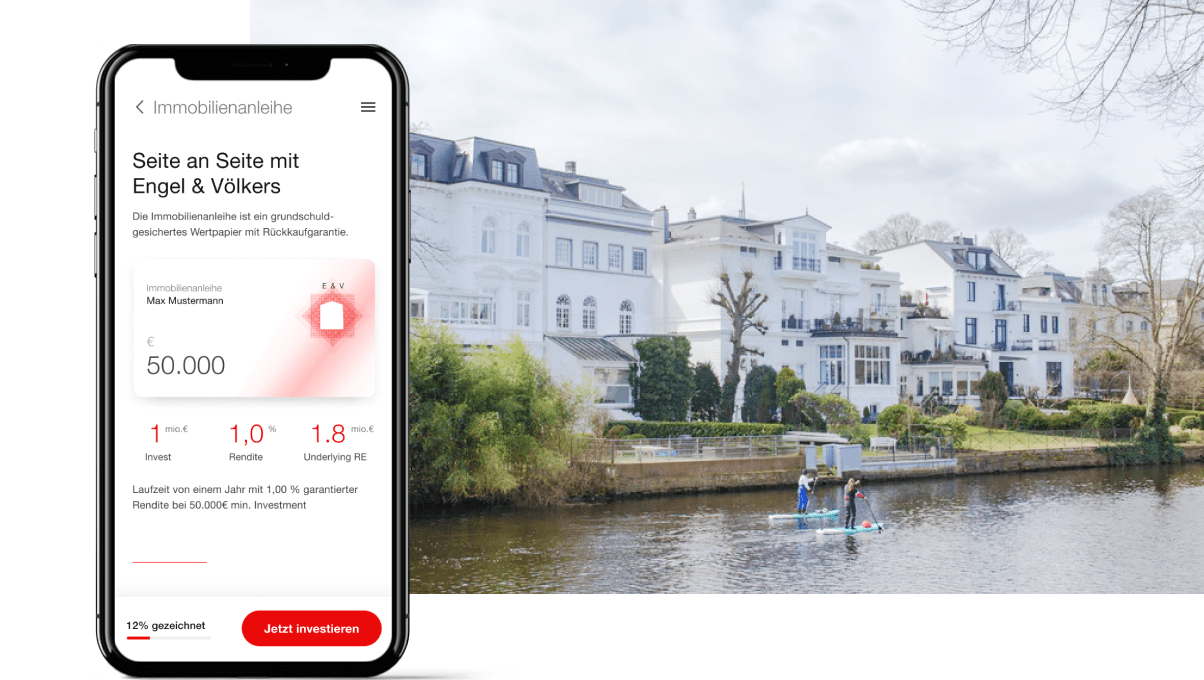 Immobilienanleihe
Seite an Seite mit
Engel & Völkers
Die Immobilienanleihe ist ein grundschuld-
gesichertes Wertpapier mit Rückkaufgarantie.
E & V
Immobilienanleihe
Max Mustermann
€
50.000
1 mio.€ 1,0 % 1.8 mio.€
Invest Rendite Underlying RE
Laufzeit von einem Jahr mit 1,00 % garantierter
Rendite bei 50.000€ min. Investment
12% gezeichnet
Jetzt investieren